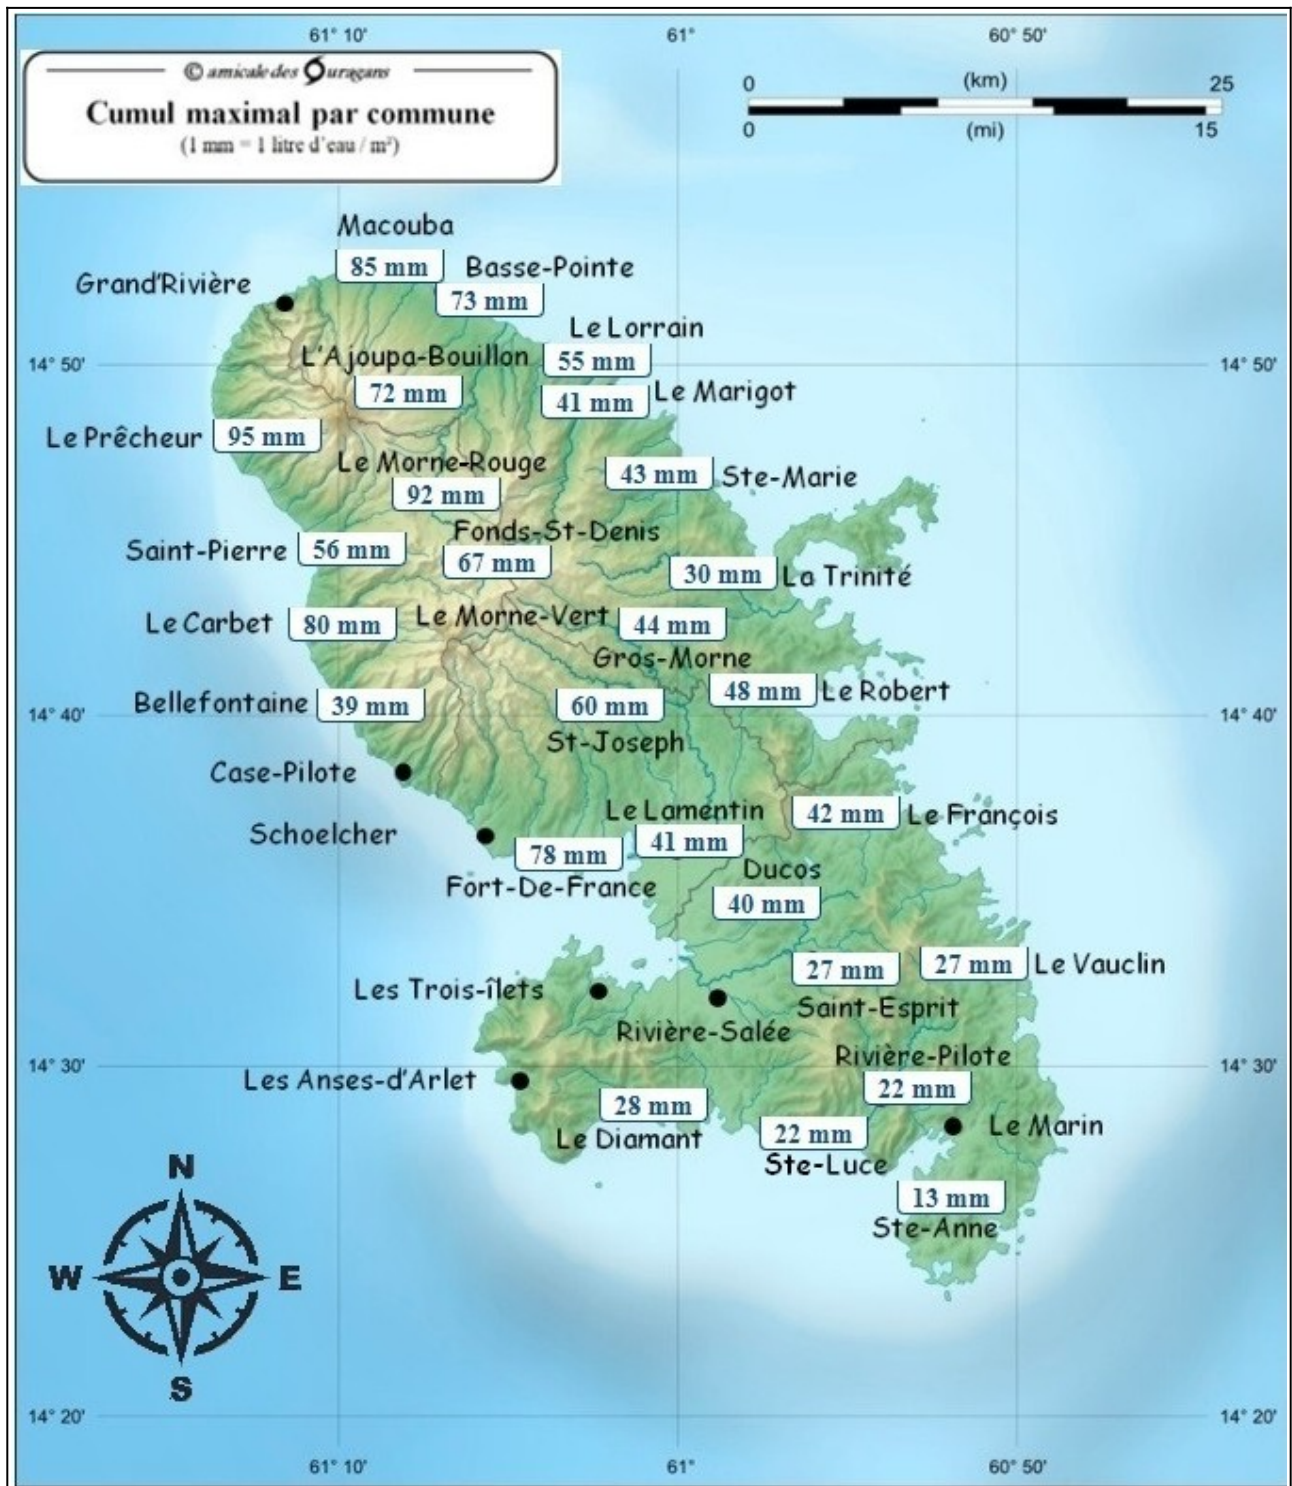 61° 10' 61° 60° 50'
© amicale des Ouragans
Cumul maximal par commune
(1 mm = 1 litre d'eau / m²)
0 (km) 25
0 (mi) 15
Macouba
85 mm
Basse-Pointe
73 mm
Grand'Rivière
Le Lorrain
55 mm
14° 50' 14° 50'
L'Ajoupa-Bouillon
72 mm
41 mm Le Marigot
Le Prêcheur 95 mm
Le Morne-Rouge
92 mm
43 mm Ste-Marie
Fonds-St-Denis
67 mm
Saint-Pierre 56 mm
30 mm La Trinité
Le Carbet 80 mm
Le Morne-Vert
44 mm
Gros-Morne
48 mm Le Robert
Bellefontaine 39 mm
60 mm
St-Joseph
14° 40' 14° 40'
Case-Pilote
Schoelcher
Le Lamentin
41 mm
42 mm Le François
78 mm
Fort-De-France
Ducos
40 mm
27 mm
Saint-Esprit
27 mm Le Vauclin
Les Trois-îlets
Rivière-Salée
Rivière-Pilote
22 mm
14° 30' 14° 30'
Les Anses-d'Arlet
28 mm
Le Diamant
22 mm
Ste-Luce
Le Marin
13 mm
Ste-Anne
N
W E
S
14° 20' 14° 20'
61° 10' 61° 60° 50'